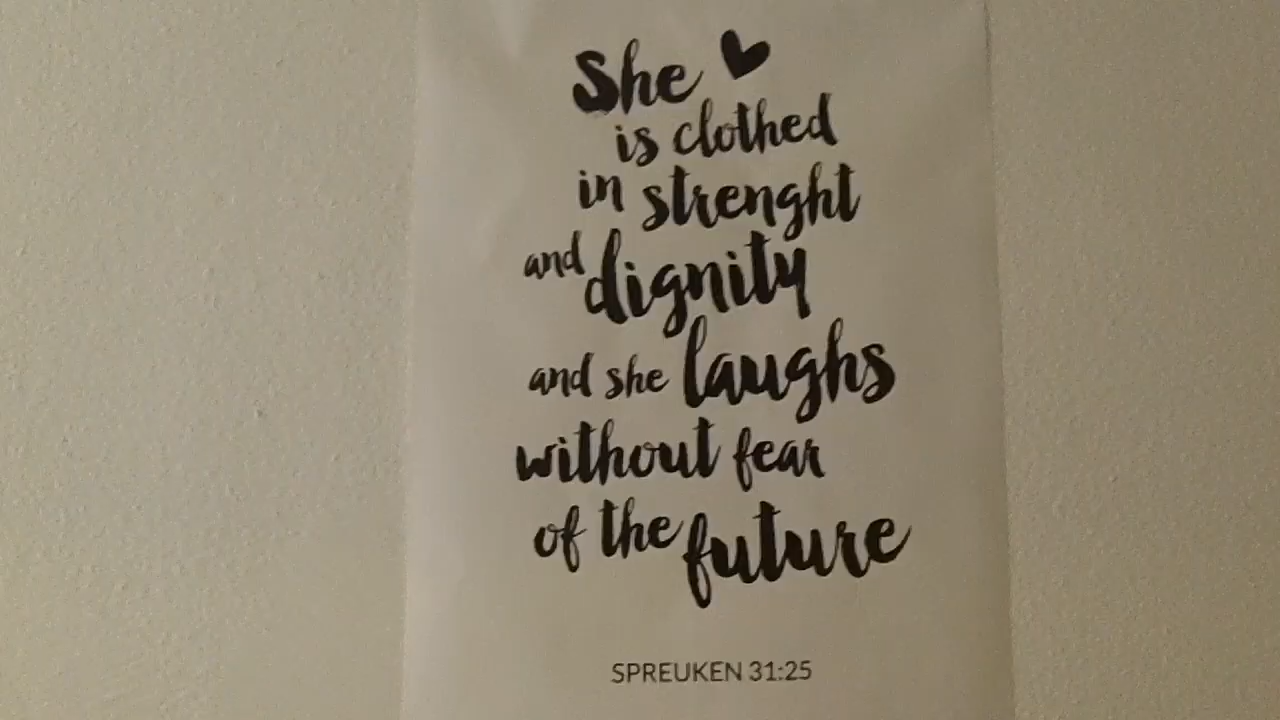 She
is clothed
in strenght
and dignity
and she laughs
without fear
of the future
SPREUKEN 31:25